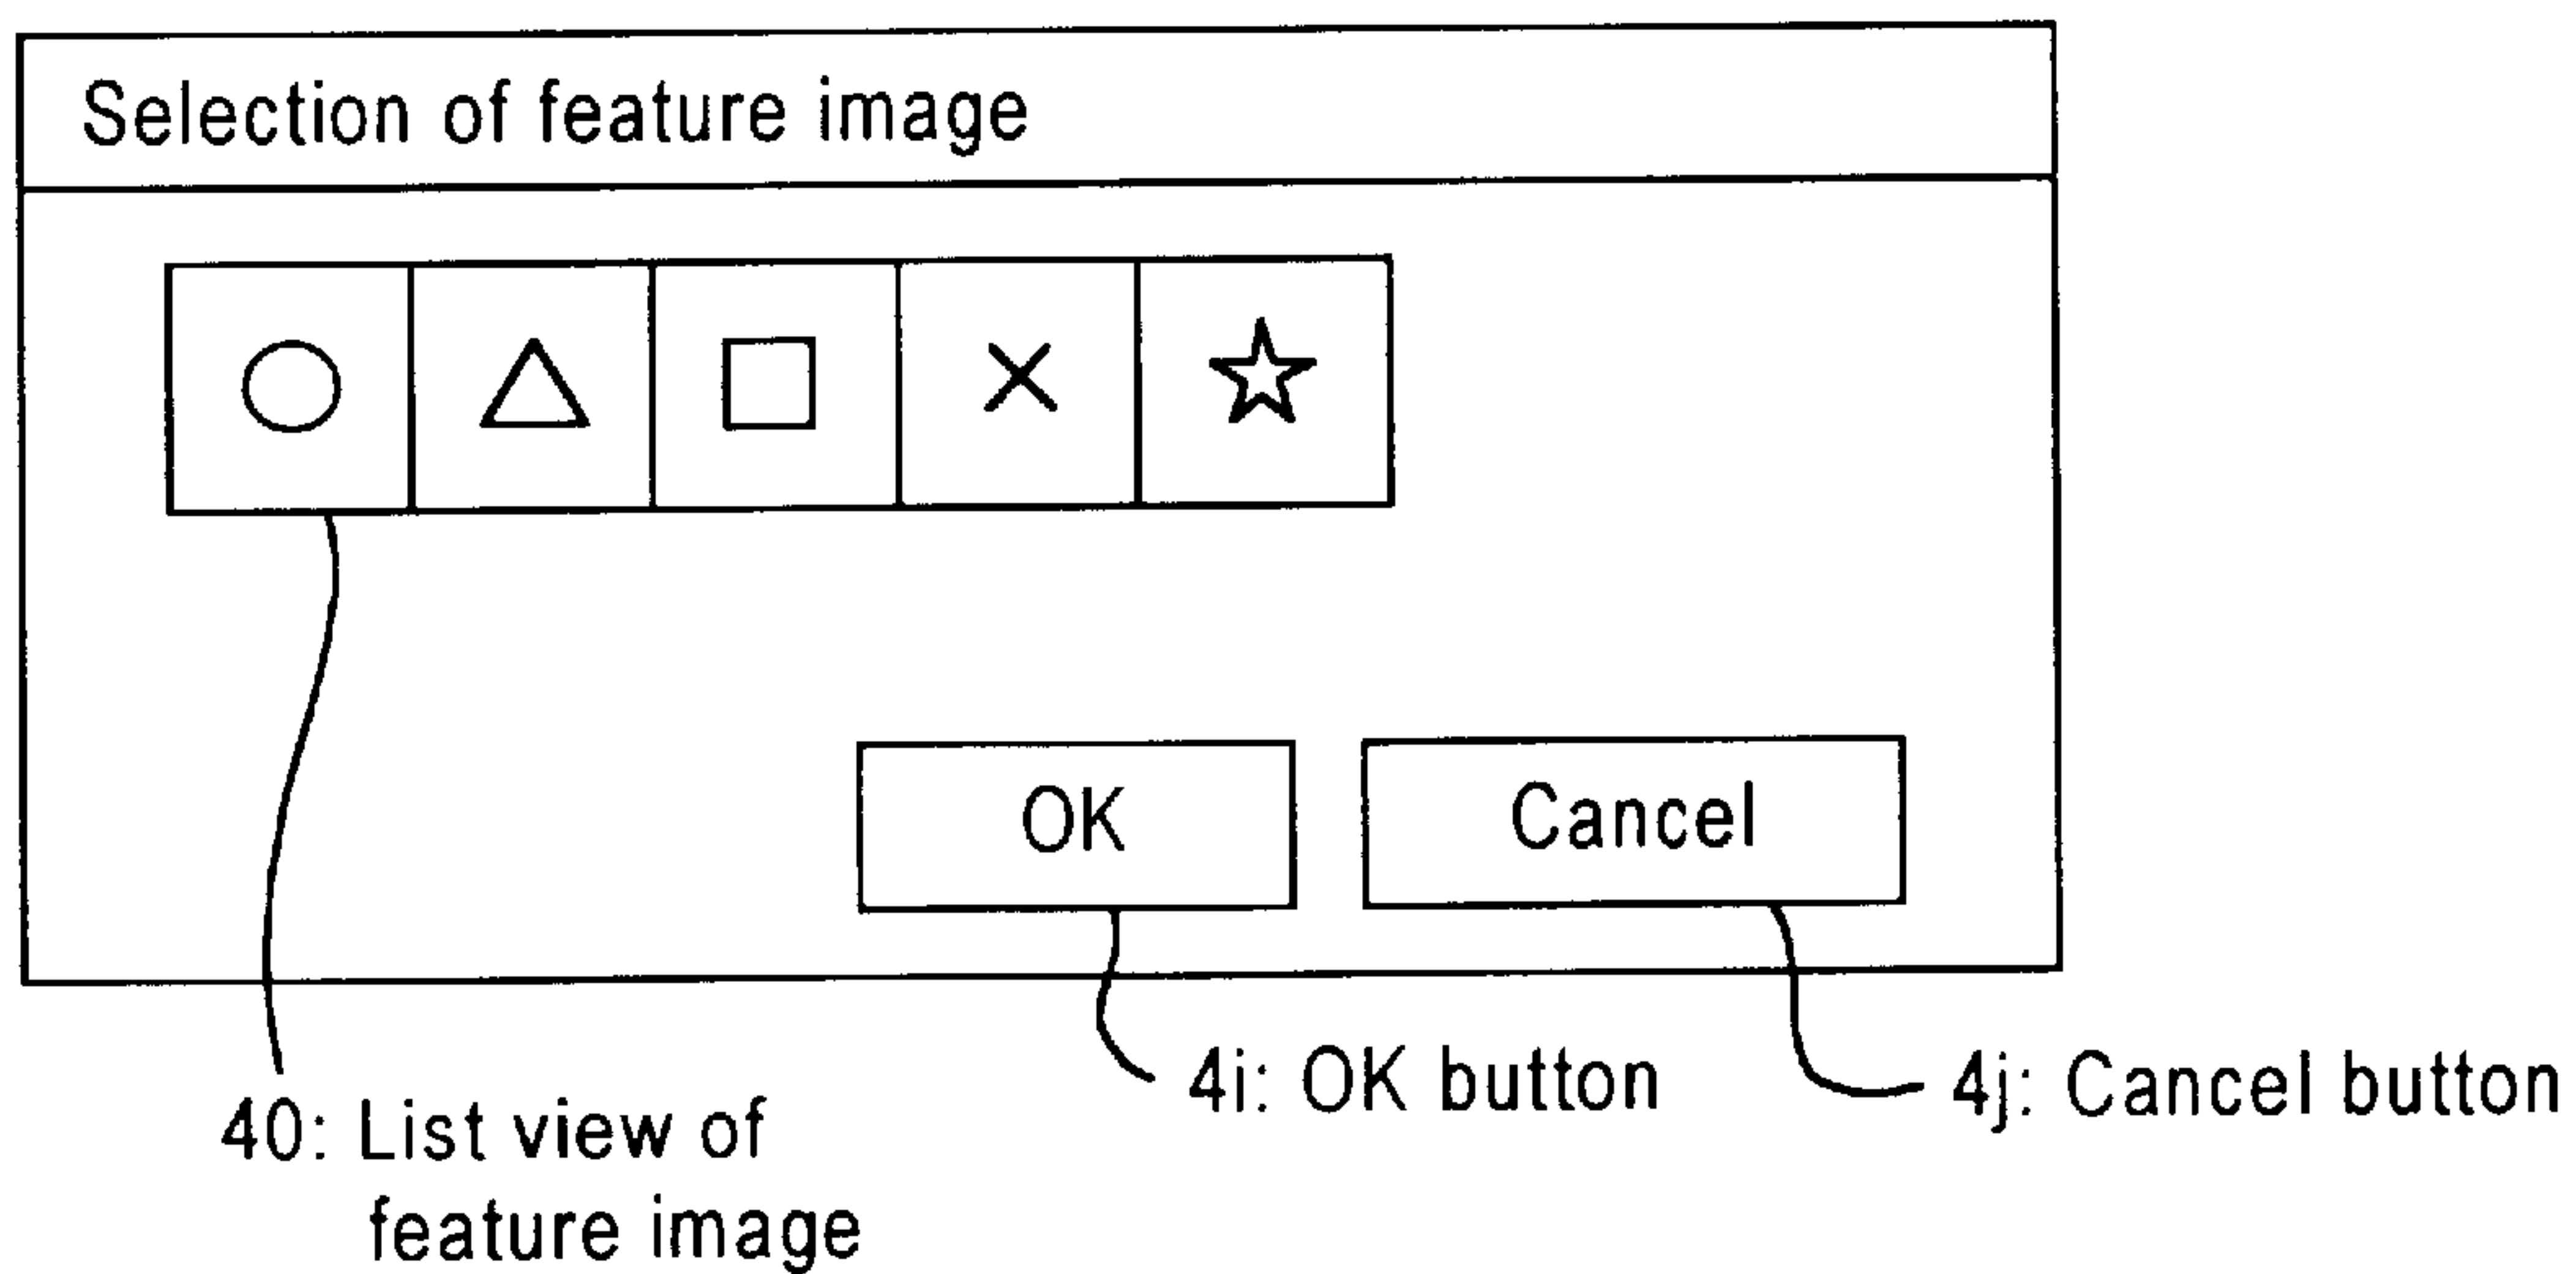 Selection of feature image
OK
Cancel
4i: OK button
4j: Cancel button
40: List view of
feature image